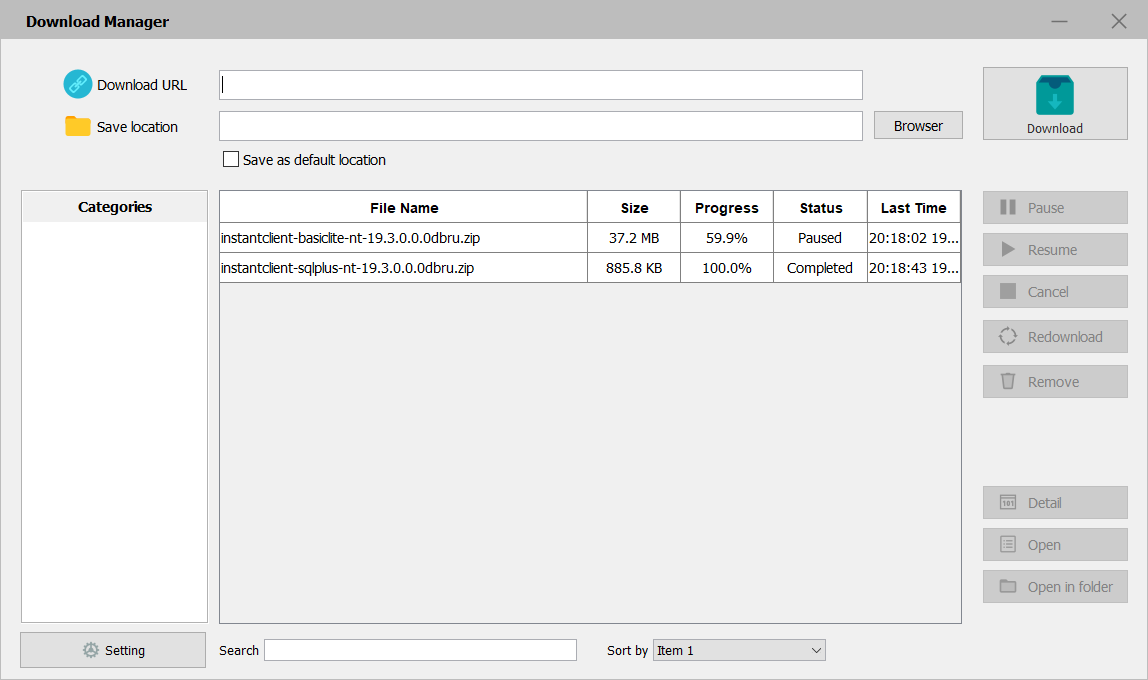 Download Manager
Download URL
Save location
Browser
Download
Save as default location
Categories
File Name Size Progress Status Last Time
instantclient-basiclite-nt-19.3.0.0.0dbru.zip 37.2 MB 59.9% Paused 20:18:02 19...
instantclient-sqlplus-nt-19.3.0.0.0dbru.zip 885.8 KB 100.0% Completed 20:18:43 19...
Pause
Resume
Cancel
Redownload
Remove
101 Detail
Open
Open in folder
Setting
Search
Sort by Item 1